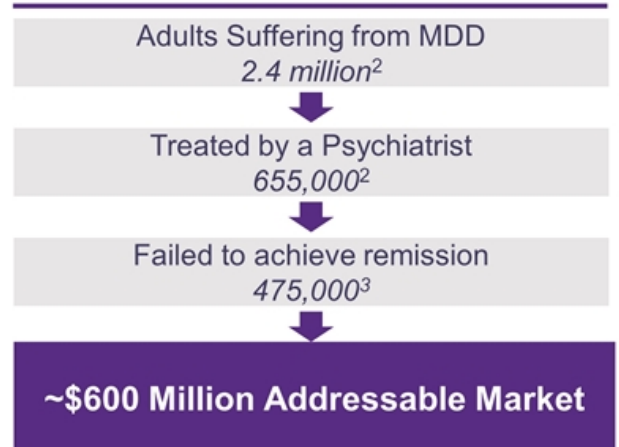 Adults Suffering from MDD
2.4 million²
Treated by a Psychiatrist
655,000²
Failed to achieve remission
475,000³
~$600 Million Addressable Market